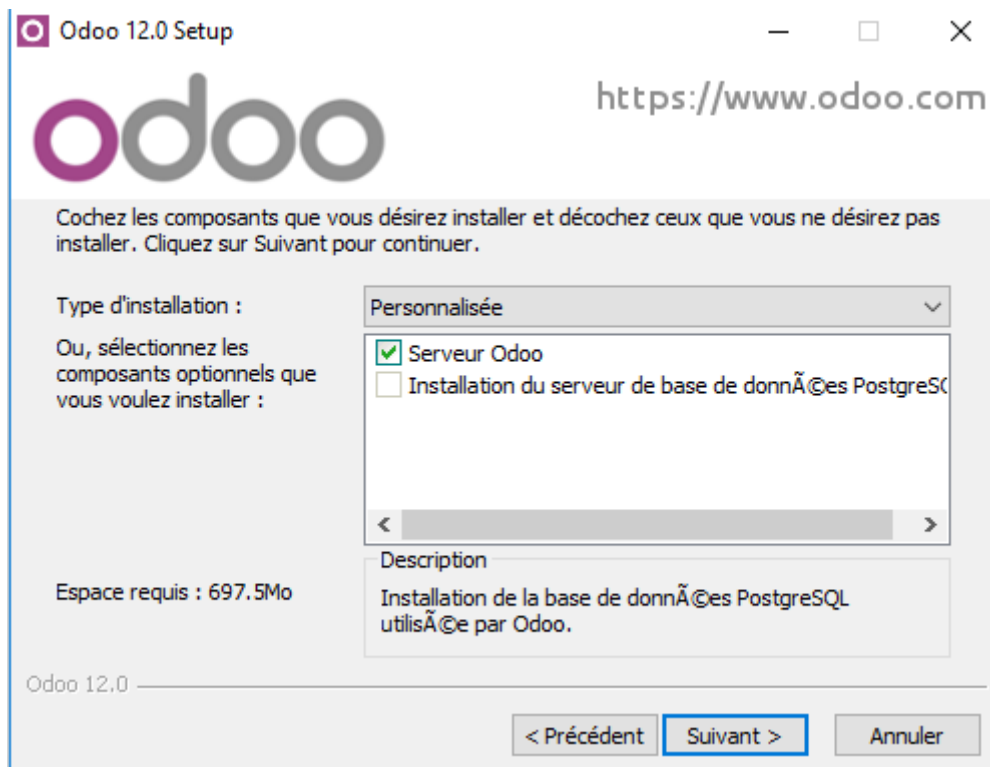 Odoo 12.0 Setup
odoo
https://www.odoo.com
Cochez les composants que vous désirez installer et décochez ceux que vous ne désirez pas
installer. Cliquez sur Suivant pour continuer.
Type d'installation :
Personnalisée
Ou, sélectionnez les
composants optionnels que
vous voulez installer :
Serveur Odoo
Installation du serveur de base de donnÃ©es PostgreSQ
Espace requis : 697.5Mo
Description
Installation de la base de donnÃ©es PostgreSQL
utilisÃ©e par Odoo.
Odoo 12.0
< Précédent
Suivant >
Annuler